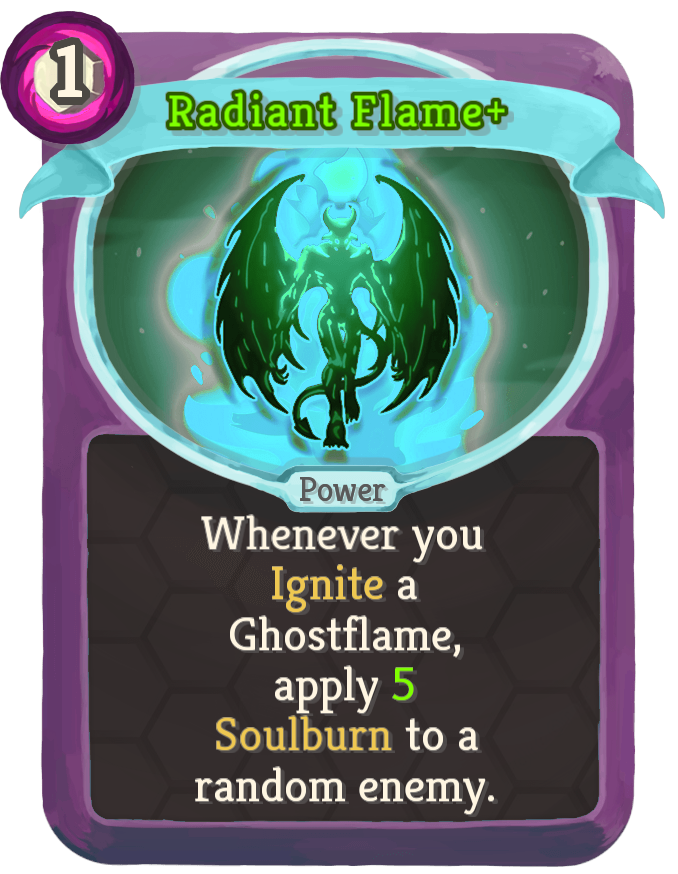 1
Radiant Flame+
Power
Whenever you
Ignite a
Ghostflame,
apply 5
Soulburn to a
random enemy.